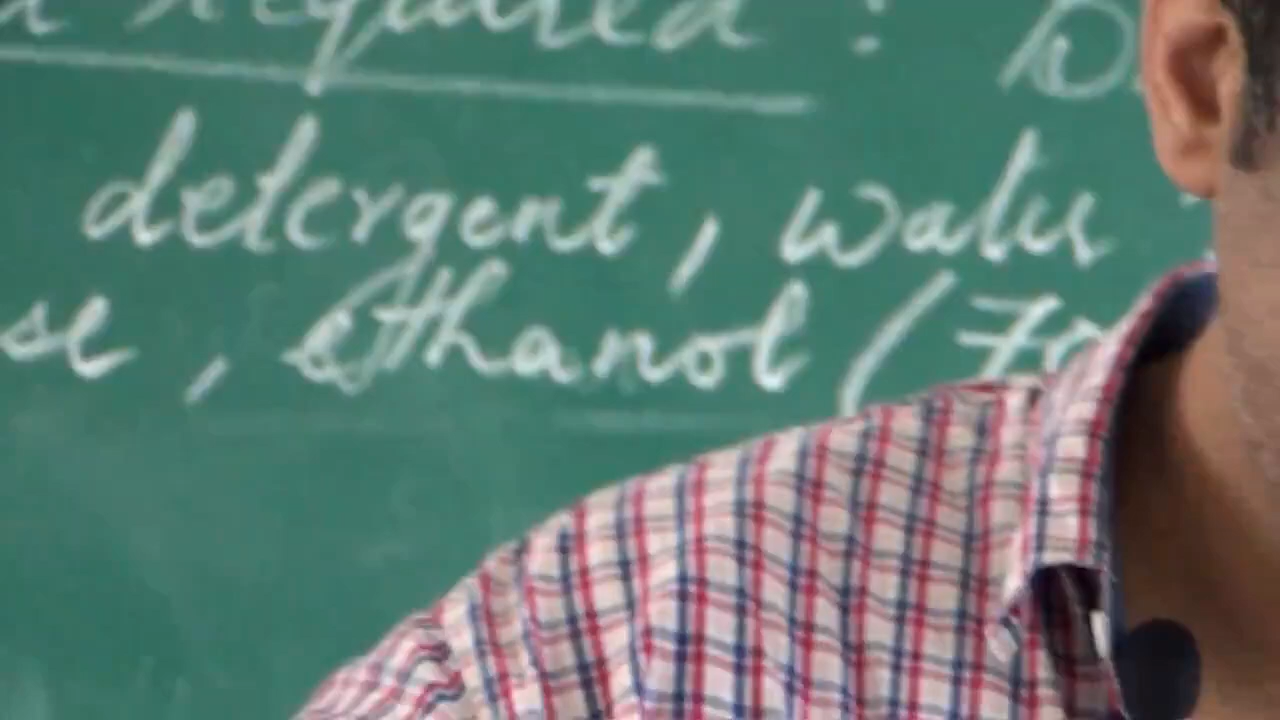 required :
detergent, water
se, Ethanol (70